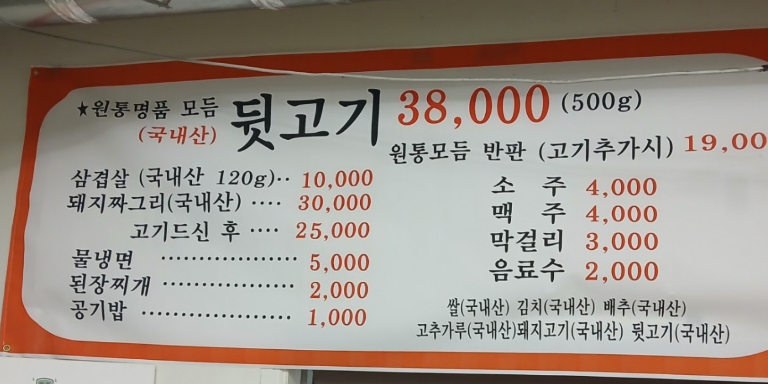 ★원통명품 모듬 뒷고기 38,000 (500g)
(국내산)
원통모듬 반판 (고기추가시) 19,00
삼겹살 (국내산 120g)·· 10,000
돼지짜그리(국내산) ···· 30,000
고기드신 후 ···· 25,000
물냉면 ·················· 5,000
된장찌개 ················· 2,000
공기밥 ··················· 1,000
소 주 4,000
맥 주 4,000
막걸리 3,000
음료수 2,000
쌀(국내산) 김치(국내산) 배추(국내산)
고추가루(국내산)돼지고기(국내산) 뒷고기(국내산)